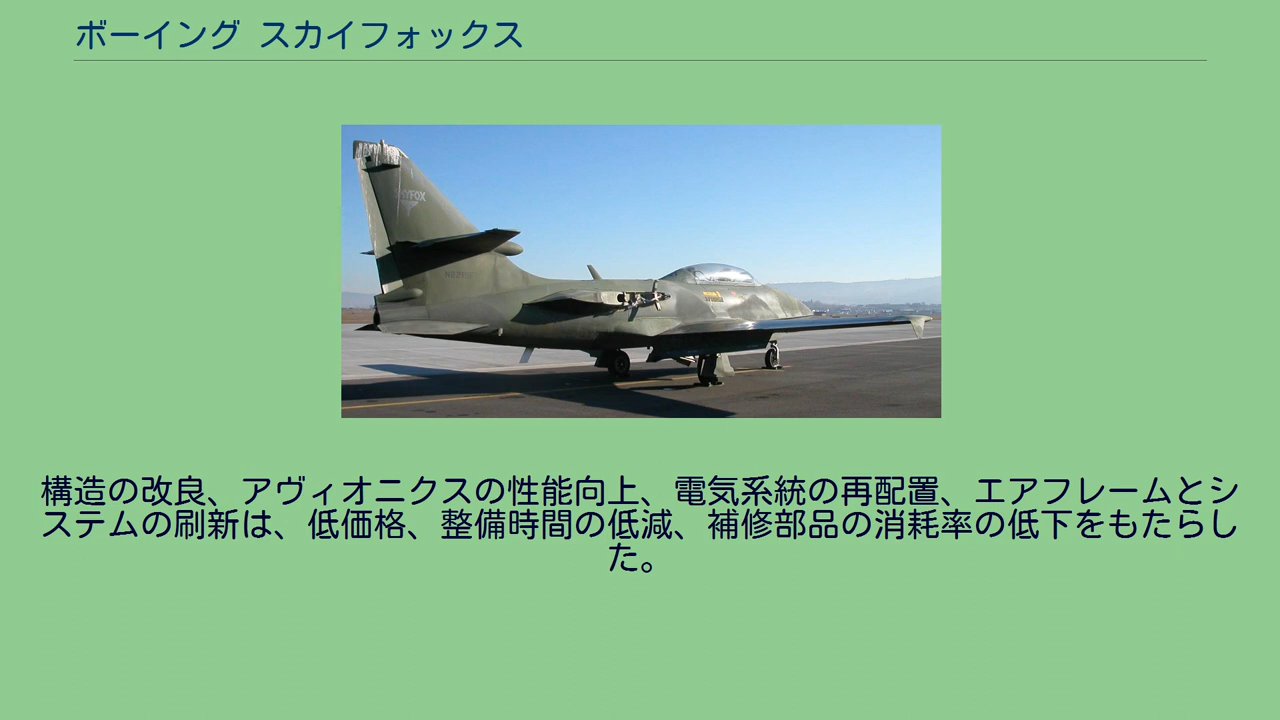 ボーイング スカイフォックス
SKYFOX
構造の改良、アヴィオニクスの性能向上、電気系統の再配置、エアフレームとシ
ステムの刷新は、低価格、整備時間の低減、補修部品の消耗率の低下をもたらし
た。